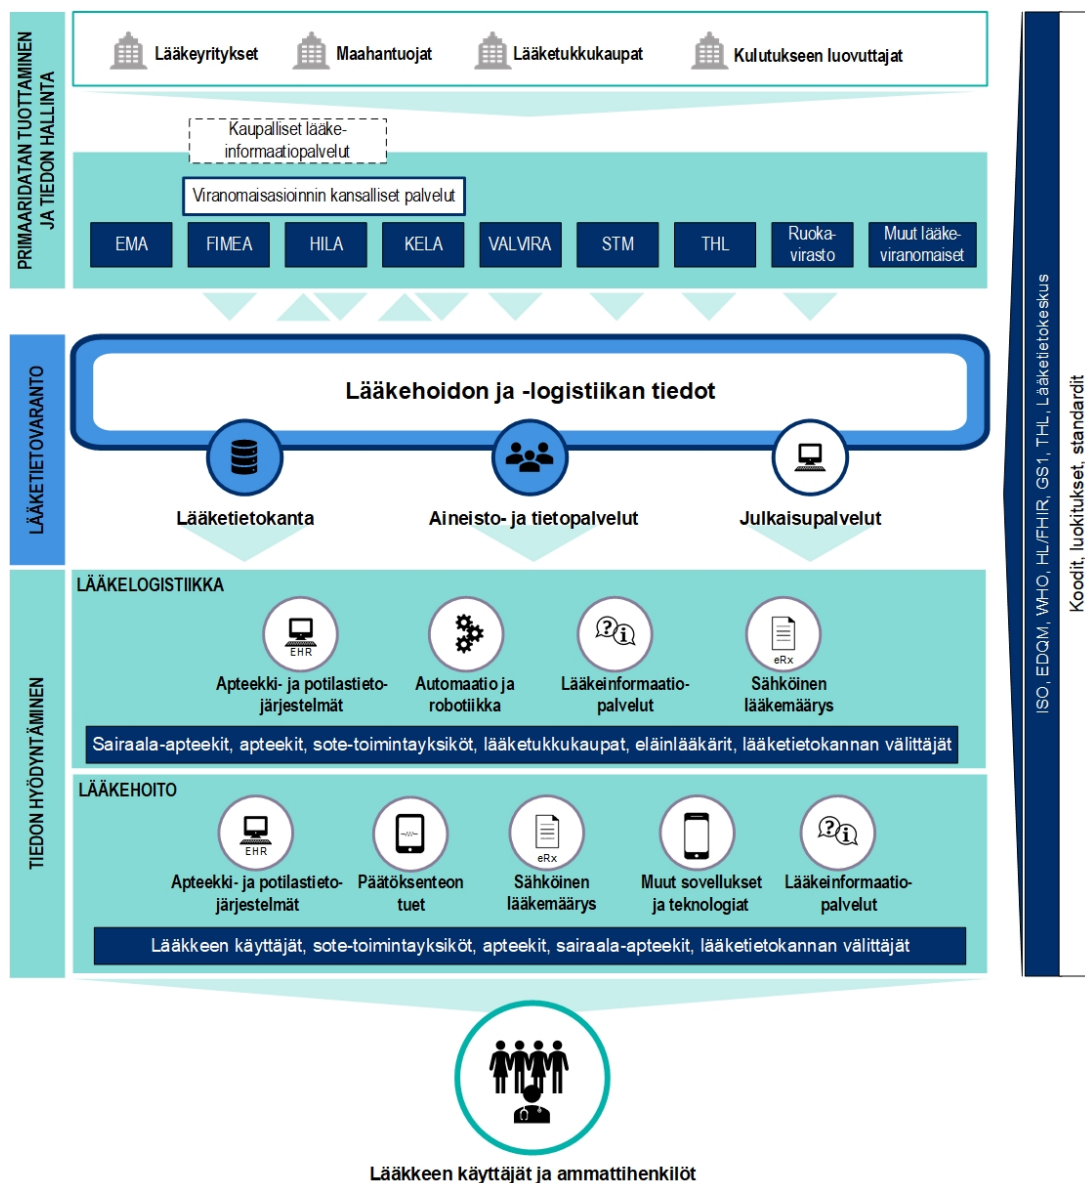 PRIMAARIDATAN TUOTTAMINEN
JA TIEDON HALLINTA
Lääkeyritykset
Maahantuojat
Lääketukkukaupat
Kulutukseen luovuttajat
Kaupalliset lääke-
informaatiopalvelut
Viranomaisasioinnin kansalliset palvelut
EMA
FIMEA
HILA
KELA
VALVIRA
STM
THL
Ruoka-
virasto
Muut lääke-
viranomaiset
LÄÄKETIETOVARANTO
Lääkehoidon ja -logistiikan tiedot
Lääketietokanta
Aineisto- ja tietopalvelut
Julkaisupalvelut
TIEDON HYÖDYNTÄMINEN
LÄÄKELOGISTIIKKA
EHR
Apteekki- ja potilastieto-
järjestelmät
Automaatio ja
robotiikka
Lääkeinformaatio-
palvelut
eRx
Sähköinen
lääkemäärys
Sairaala-apteekit, apteekit, sote-toimintayksiköt, lääketukkukaupat, eläinlääkärit, lääketietokannan välittäjät
LÄÄKEHOITO
EHR
Apteekki- ja potilastieto-
järjestelmät
Päätöksenteon
tuet
eRx
Sähköinen
lääkemäärys
Muut sovellukset
ja teknologiat
Lääkeinformaatio-
palvelut
Lääkkeen käyttäjät, sote-toimintayksiköt, apteekit, sairaala-apteekit, lääketietokannan välittäjät
Lääkkeen käyttäjät ja ammattihenkilöt
ISO, EDQM, WHO, HL/FHIR, GS1, THL, Lääketietokeskus
Koodit, luokitukset, standardit